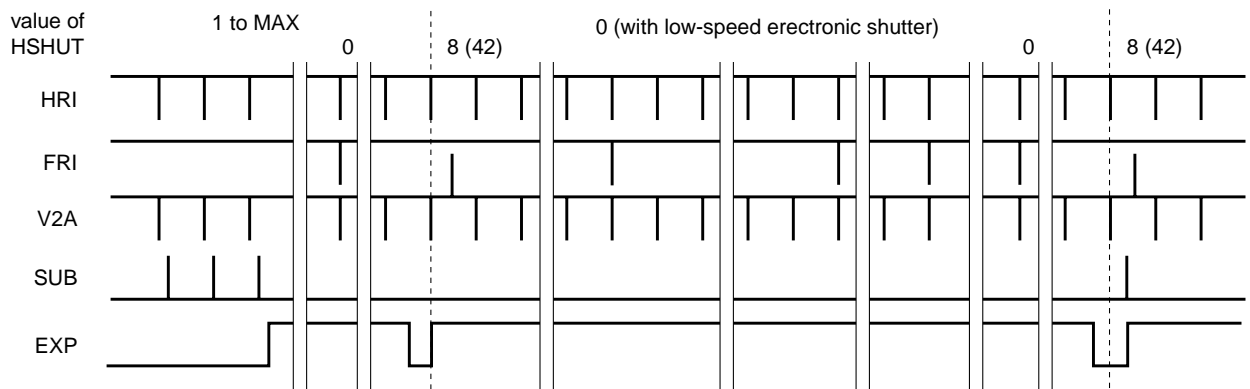 value of
HSHUT
1 to MAX
0
8 (42)
0 (with low-speed erectronic shutter)
0
8 (42)
HRI
FRI
V2A
SUB
EXP